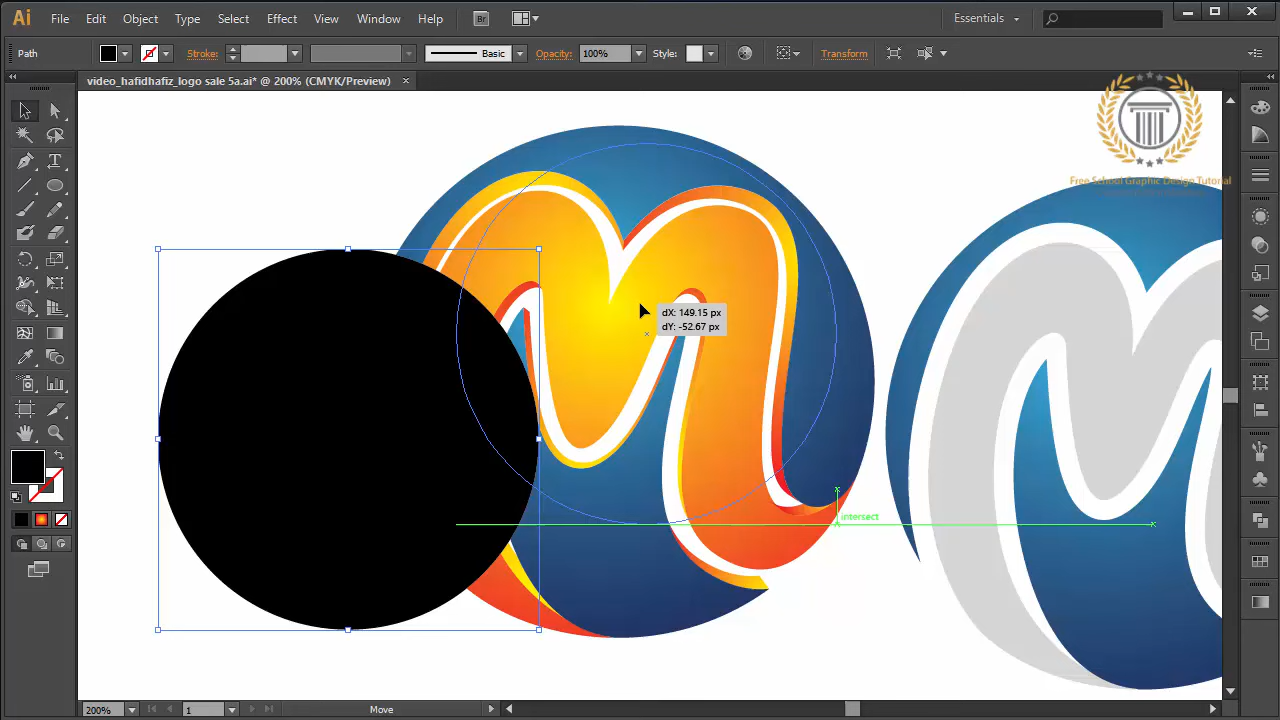 Ai File Edit Object Type Select Effect View Window Help Br Essentials
Path Stroke: Basic Opacity: 100% Style: Transform
video_hafidhafiz_logo sale 5a.ai* @ 200% (CMYK/Preview) ×
Free School Graphic Design Tutorial
dX: 149.15 px
dY: -52.67 px
intersect
200% 1 Move